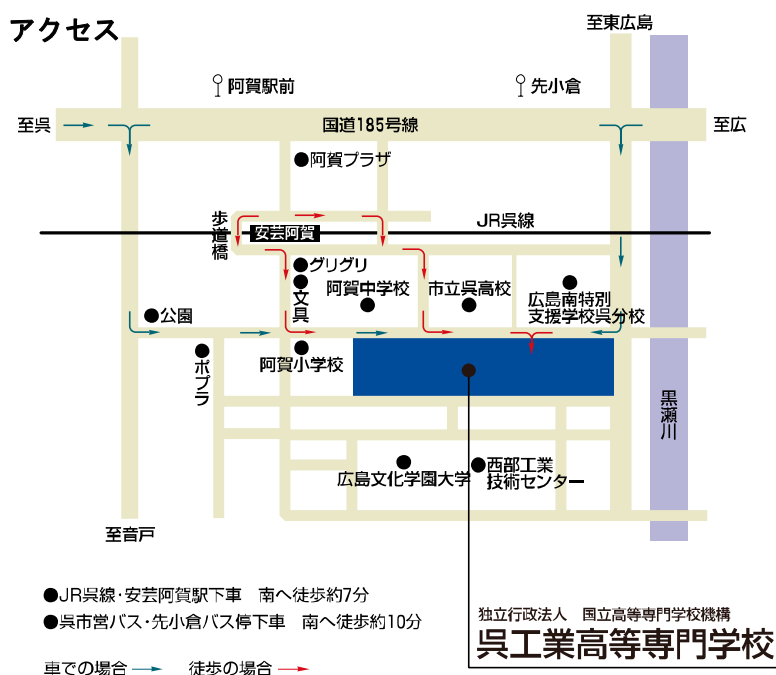 アクセス
至東広島
阿賀駅前
先小倉
至呉
国道185号線
至広
阿賀プラザ
歩道橋
JR呉線
安芸阿賀
グリグリ
文具
阿賀中学校
市立呉高校
広島南特別
支援学校呉分校
公園
阿賀小学校
ポプラ
黒瀬川
広島文化学園大学
西部工業
技術センター
至音戸
●JR呉線・安芸阿賀駅下車　南へ徒歩約7分
●呉市営バス・先小倉バス停下車　南へ徒歩約10分
独立行政法人　国立高等専門学校機構
呉工業高等専門学校
車での場合　徒歩の場合